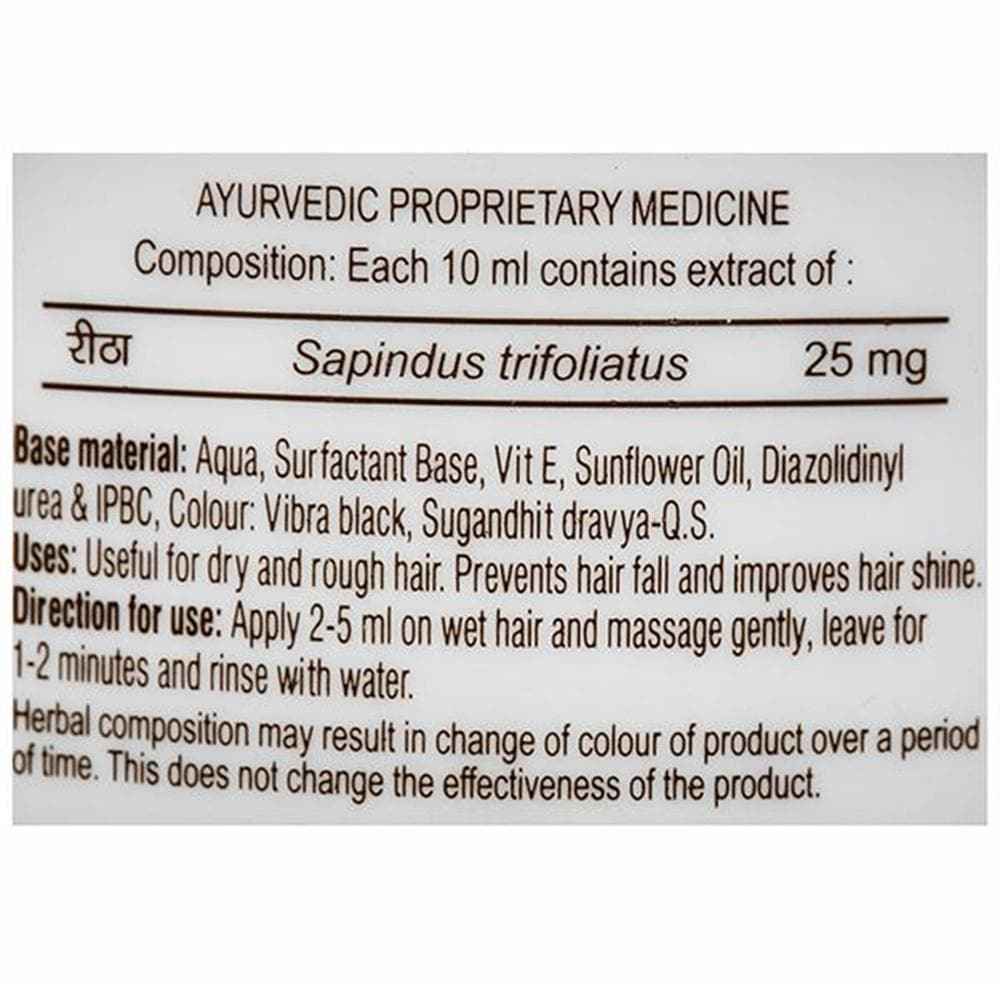 AYURVEDIC PROPRIETARY MEDICINE
Composition: Each 10 ml contains extract of :
रीठा Sapindus trifoliatus 25 mg
Base material: Aqua, Surfactant Base, Vit E, Sunflower Oil, Diazolidinyl
urea & IPBC, Colour: Vibra black, Sugandhit dravya-Q.S.
Uses: Useful for dry and rough hair. Prevents hair fall and improves hair shine.
Direction for use: Apply 2-5 ml on wet hair and massage gently, leave for
1-2 minutes and rinse with water.
Herbal composition may result in change of colour of product over a period
of time. This does not change the effectiveness of the product.